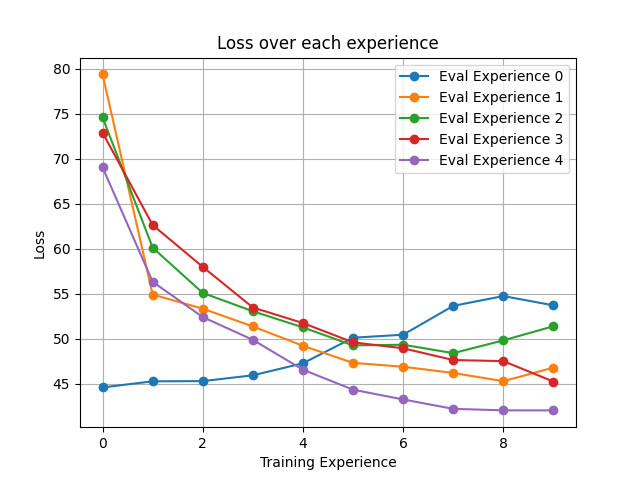 Loss over each experience
Eval Experience 0
Eval Experience 1
Eval Experience 2
Eval Experience 3
Eval Experience 4
80
75
70
65
60
55
50
45
Loss
0 2 4 6 8
Training Experience